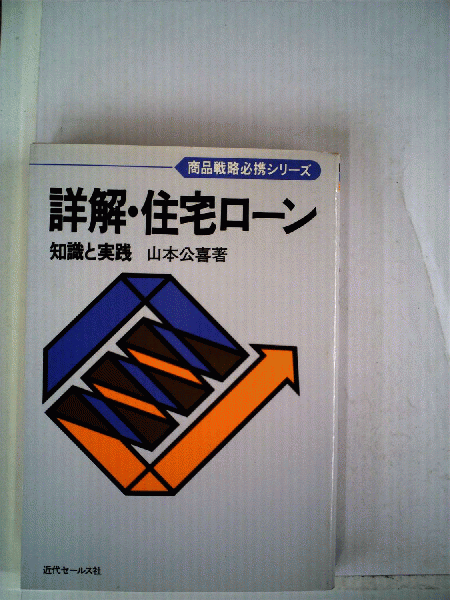 商品戦略必携シリーズ
詳解・住宅ローン
知識と実践 山本公喜著
近代セールス社